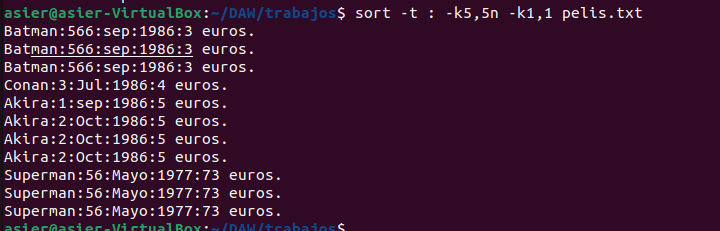 asier@asier-VirtualBox:~/DAW/trabajos$ sort -t : -k5,5n -k1,1 pelis.txt
Batman:566:sep:1986:3 euros.
Batman:566:sep:1986:3 euros.
Batman:566:sep:1986:3 euros.
Conan:3:Jul:1986:4 euros.
Akira:1:sep:1986:5 euros.
Akira:2:Oct:1986:5 euros.
Akira:2:Oct:1986:5 euros.
Akira:2:Oct:1986:5 euros.
Superman:56:Mayo:1977:73 euros.
Superman:56:Mayo:1977:73 euros.
Superman:56:Mayo:1977:73 euros.
asier@asier-VirtualBox:~/DAW/trabajos$